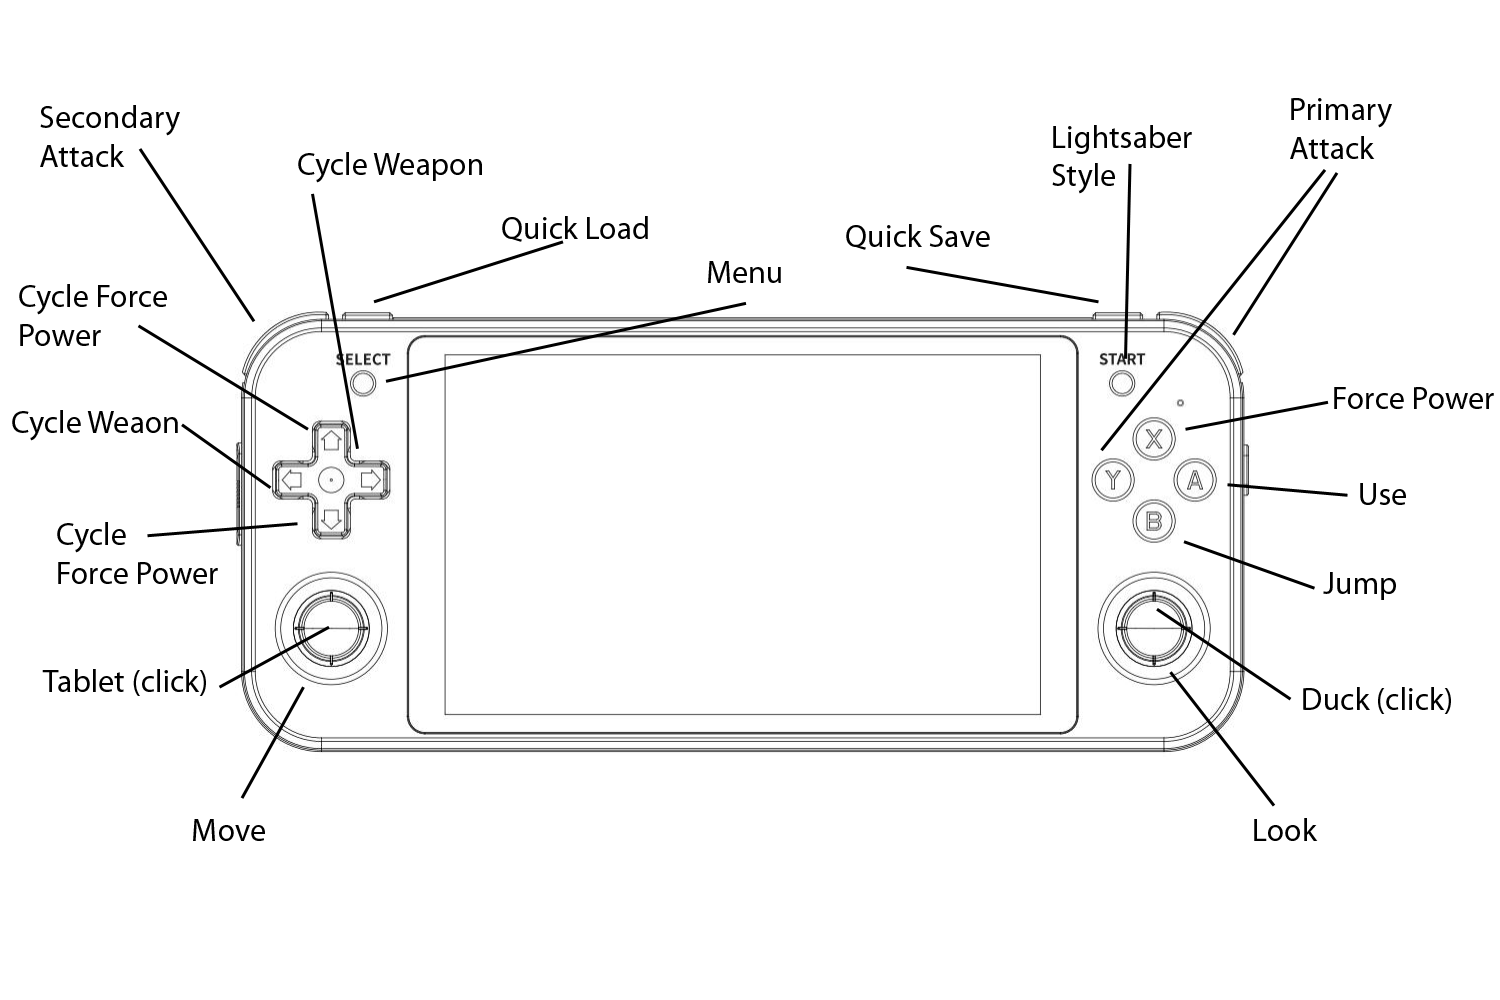 Secondary
Attack
Cycle Weapon
Quick Load
Menu
Quick Save
Lightsaber
Style
Primary
Attack
Cycle Force
Power
Cycle Weaon
Cycle
Force Power
Tablet (click)
Move
SELECT
START
X
Y
A
B
Force Power
Use
Jump
Duck (click)
Look